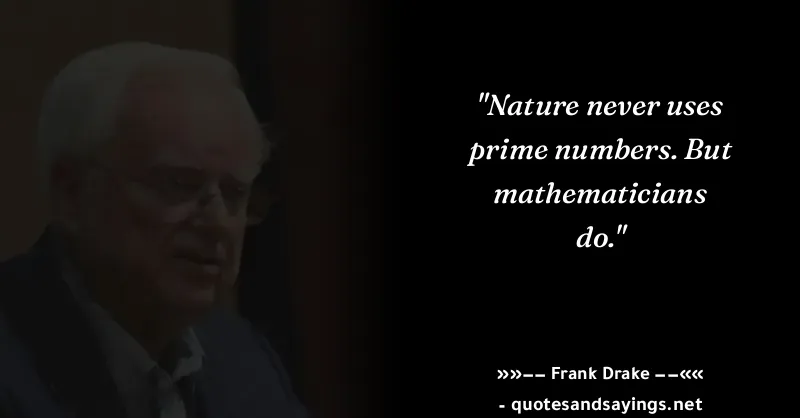 "Nature never uses
prime numbers. But
mathematicians
do."
»»−− Frank Drake −−««
- quotesandsayings.net